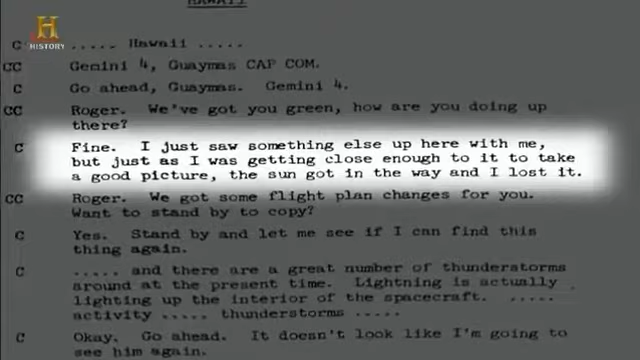 HAWAII
H
HISTORY
C ..... Hawaii .....
CC Gemini 4, Guaymas CAP COM.
C Go ahead, Guaymas. Gemini 4.
CC Roger. We've got you green, how are you doing up
there?
C Fine. I just saw something else up here with me,
but just as I was getting close enough to it to take
a good picture, the sun got in the way and I lost it.
CC Roger. We got some flight plan changes for you.
Want to stand by to copy?
C Yes. Stand by and let me see if I can find this
thing again.
C ..... and there are a great number of thunderstorms
around at the present time. Lightning is actually
lighting up the interior of the spacecraft. .....
activity ..... thunderstorms .....
C Okay. Go ahead. It doesn't look like I'm going to
see him again.